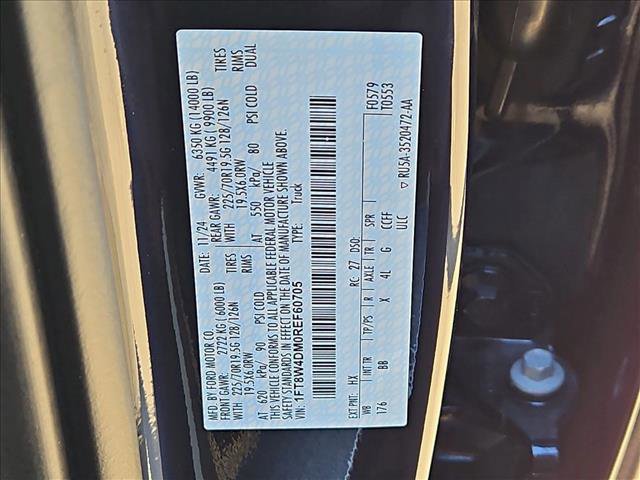 MFD. BY FORD MOTOR CO.
DATE: 11/24 GVWR: 6350 KG (14000 LB)
FRONT GAWR: 2722 KG (6000 LB) REAR GAWR: 4491 KG (9900 LB)
WITH 225/70R19.5G 128/126N TIRES WITH 225/70R19.5G 128/126N TIRES
19.5X6.0RW RIMS 19.5X6.0RW RIMS
AT 620 kPa/ 90 PSI COLD AT 550 kPa/ 80 PSI COLD DUAL
THIS VEHICLE CONFORMS TO ALL APPLICABLE FEDERAL MOTOR VEHICLE
SAFETY STANDARDS IN EFFECT ON THE DATE OF MANUFACTURE SHOWN ABOVE.
VIN: 1FT8W4DM0REF60705 TYPE: Truck
F0579
T0553
EXT PNT: HX RC: 27 DSO:
WB INT TR TP/PS R AXLE TR SPR
176 BB X 4L G CCFF
ULC
▽ RU5A-3520472-AA